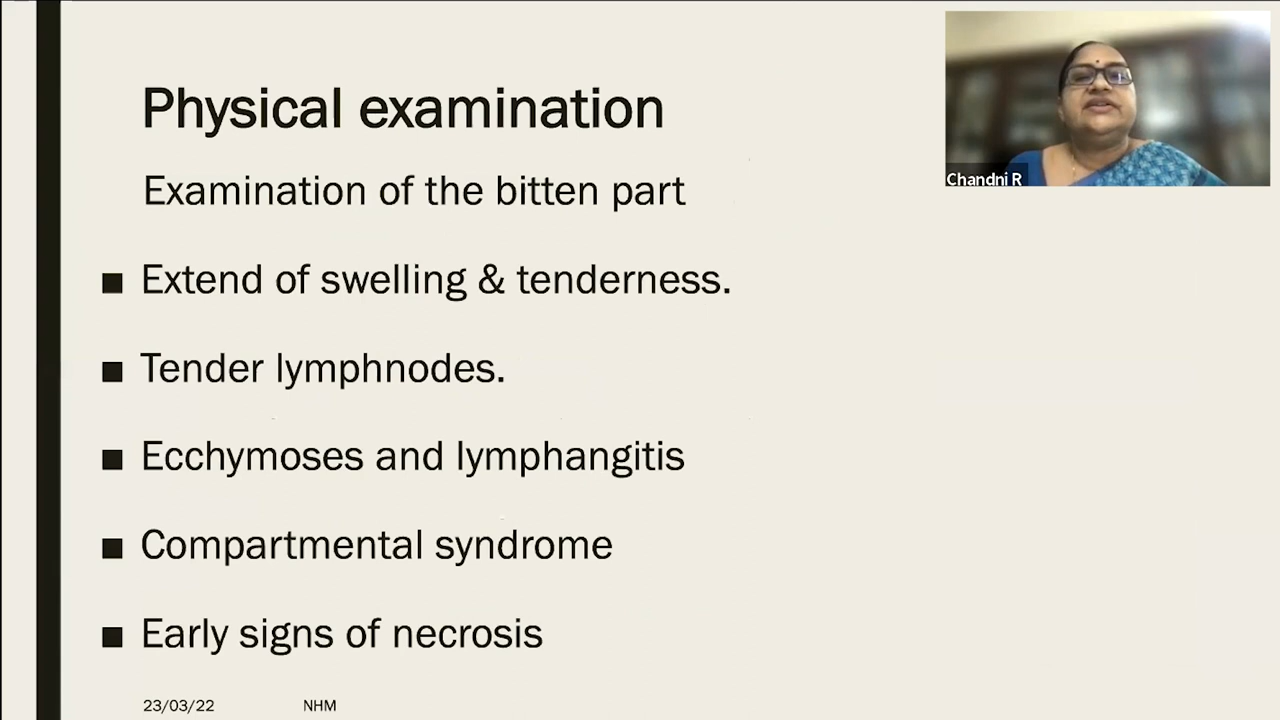 Physical examination
Examination of the bitten part
■ Extend of swelling & tenderness.
■ Tender lymphnodes.
■ Ecchymoses and lymphangitis
■ Compartmental syndrome
■ Early signs of necrosis
23/03/22 NHM
Chandni R